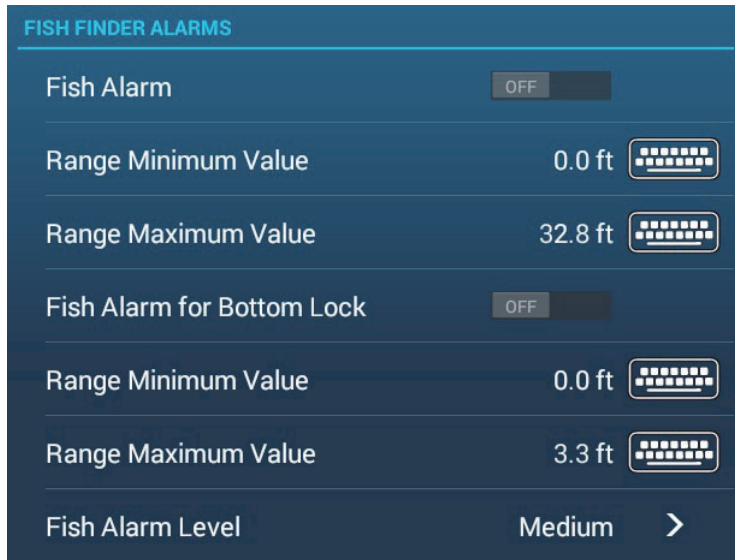 FISH FINDER ALARMS
Fish Alarm OFF
Range Minimum Value 0.0 ft
Range Maximum Value 32.8 ft
Fish Alarm for Bottom Lock OFF
Range Minimum Value 0.0 ft
Range Maximum Value 3.3 ft
Fish Alarm Level Medium